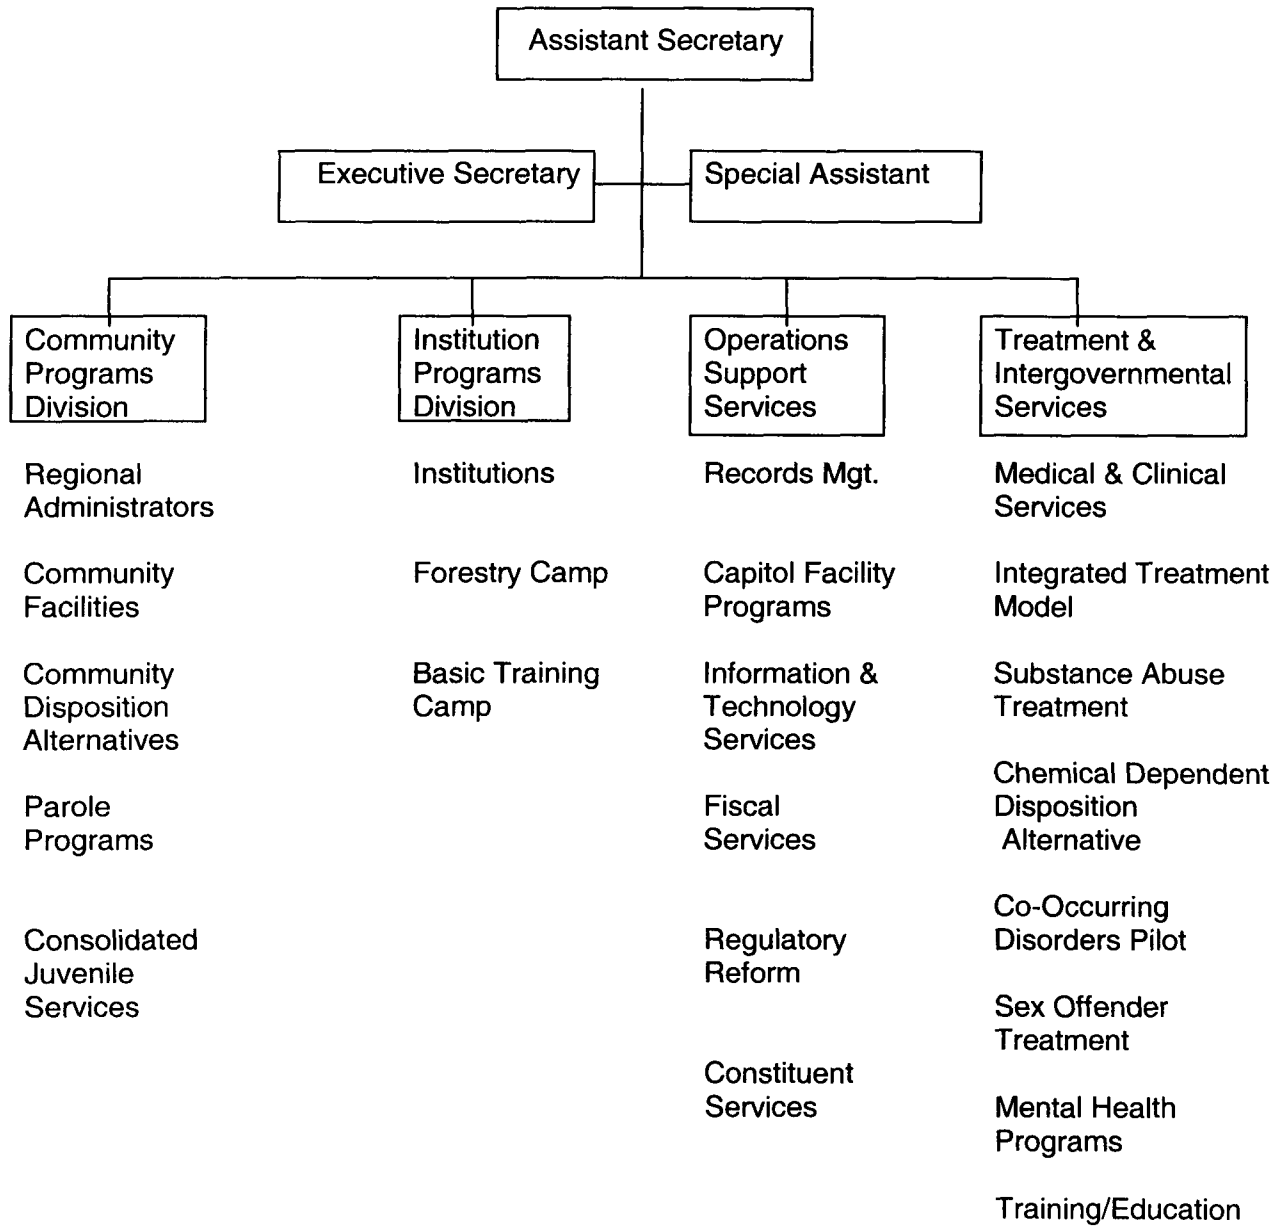 Assistant Secretary
Executive Secretary
Special Assistant
Community
Programs
Division
Regional
Administrators
Community
Facilities
Community
Disposition
Alternatives
Parole
Programs
Consolidated
Juvenile
Services
Institution
Programs
Division
Institutions
Forestry Camp
Basic Training
Camp
Operations
Support
Services
Records Mgt.
Capitol Facility
Programs
Information &
Technology
Services
Fiscal
Services
Regulatory
Reform
Constituent
Services
Treatment &
Intergovernmental
Services
Medical & Clinical
Services
Integrated Treatment
Model
Substance Abuse
Treatment
Chemical Dependent
Disposition
Alternative
Co-Occurring
Disorders Pilot
Sex Offender
Treatment
Mental Health
Programs
Training/Education